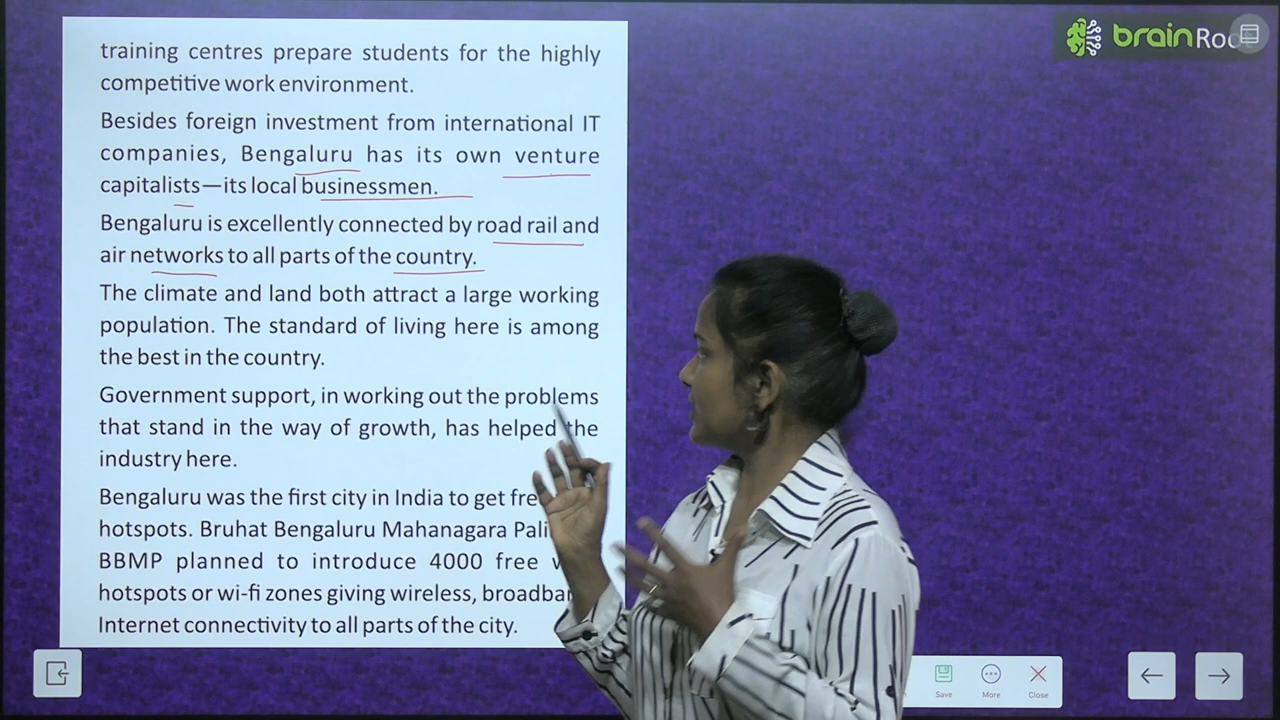 training centres prepare students for the highly
competitive work environment.
Besides foreign investment from international IT
companies, Bengaluru has its own venture
capitalists—its local businessmen.
Bengaluru is excellently connected by road rail and
air networks to all parts of the country.
The climate and land both attract a large working
population. The standard of living here is among
the best in the country.
Government support, in working out the problems
that stand in the way of growth, has helped the
industry here.
Bengaluru was the first city in India to get
hotspots. Bruhat Bengaluru Mahanagara
BBMP planned to introduce 4000 free
hotspots or wi-fi zones giving wireless,
Internet connectivity to all parts of the city.
brain
Save More Close